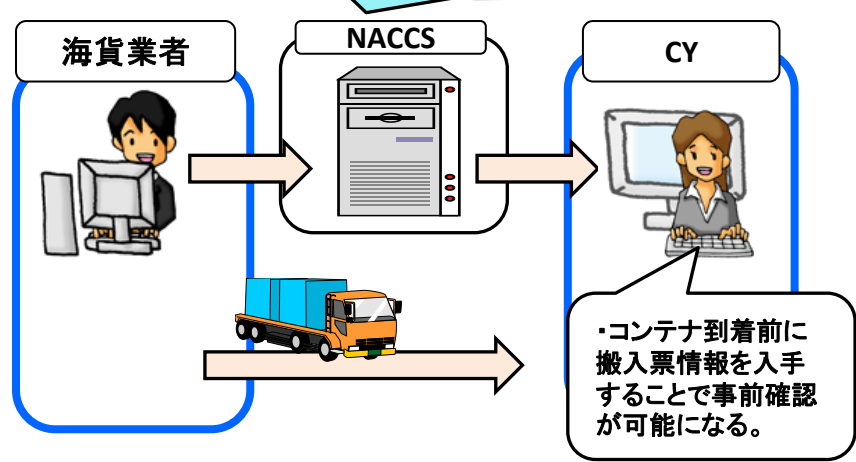 海貨業者
NACCS
CY
・コンテナ到着前に
搬入票情報を入手
することで事前確認
が可能になる。